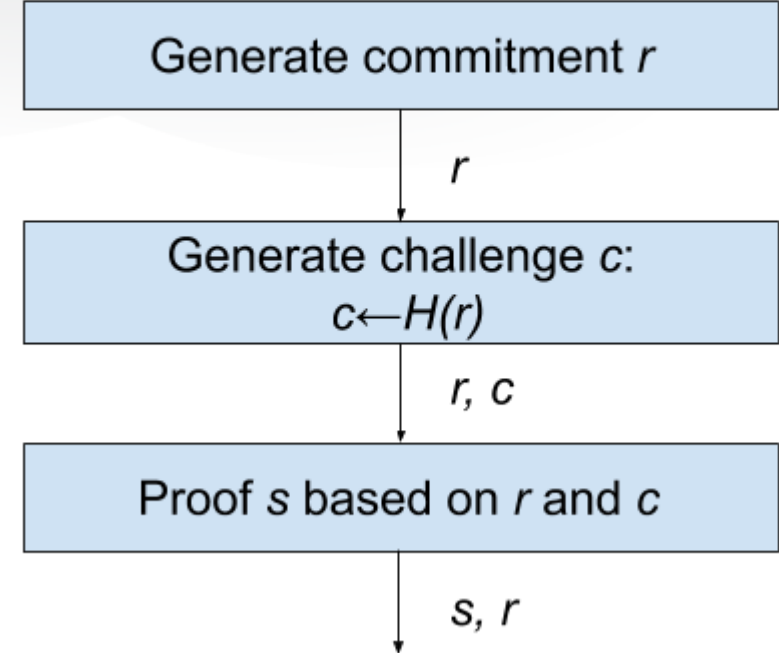 Generate commitment r
r
Generate challenge c:
c←H(r)
r, c
Proof s based on r and c
s, r